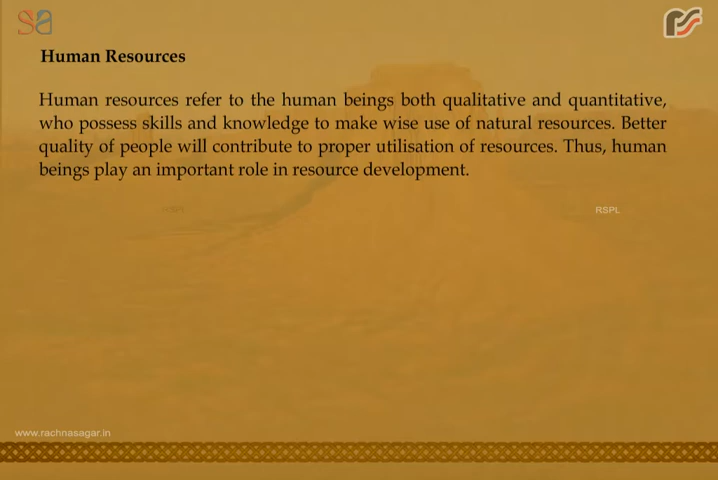 Human Resources
Human resources refer to the human beings both qualitative and quantitative,
who possess skills and knowledge to make wise use of natural resources. Better
quality of people will contribute to proper utilisation of resources. Thus, human
beings play an important role in resource development.
RSPL
www.rachnasagar.in